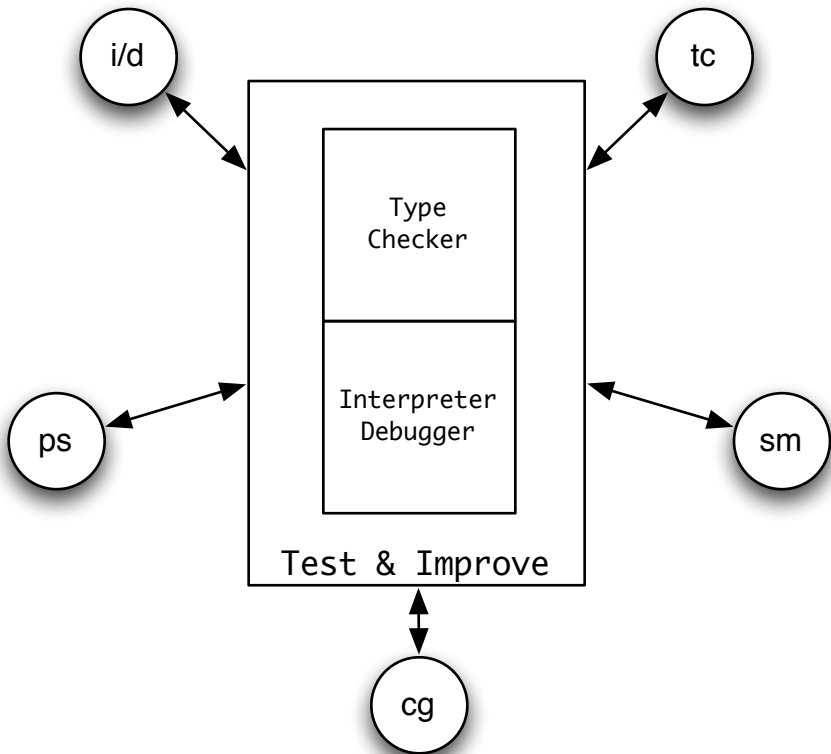 i/d
tc
Type
Checker
Interpreter
Debugger
ps
sm
Test & Improve
cg